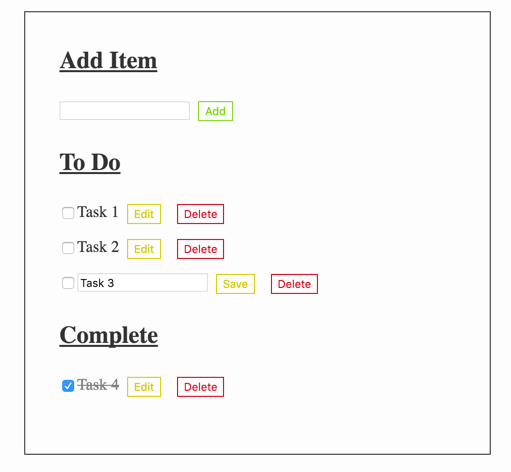 Add Item
Add
To Do
Task 1 Edit Delete
Task 2 Edit Delete
Task 3 Save Delete
Complete
Task 4 Edit Delete